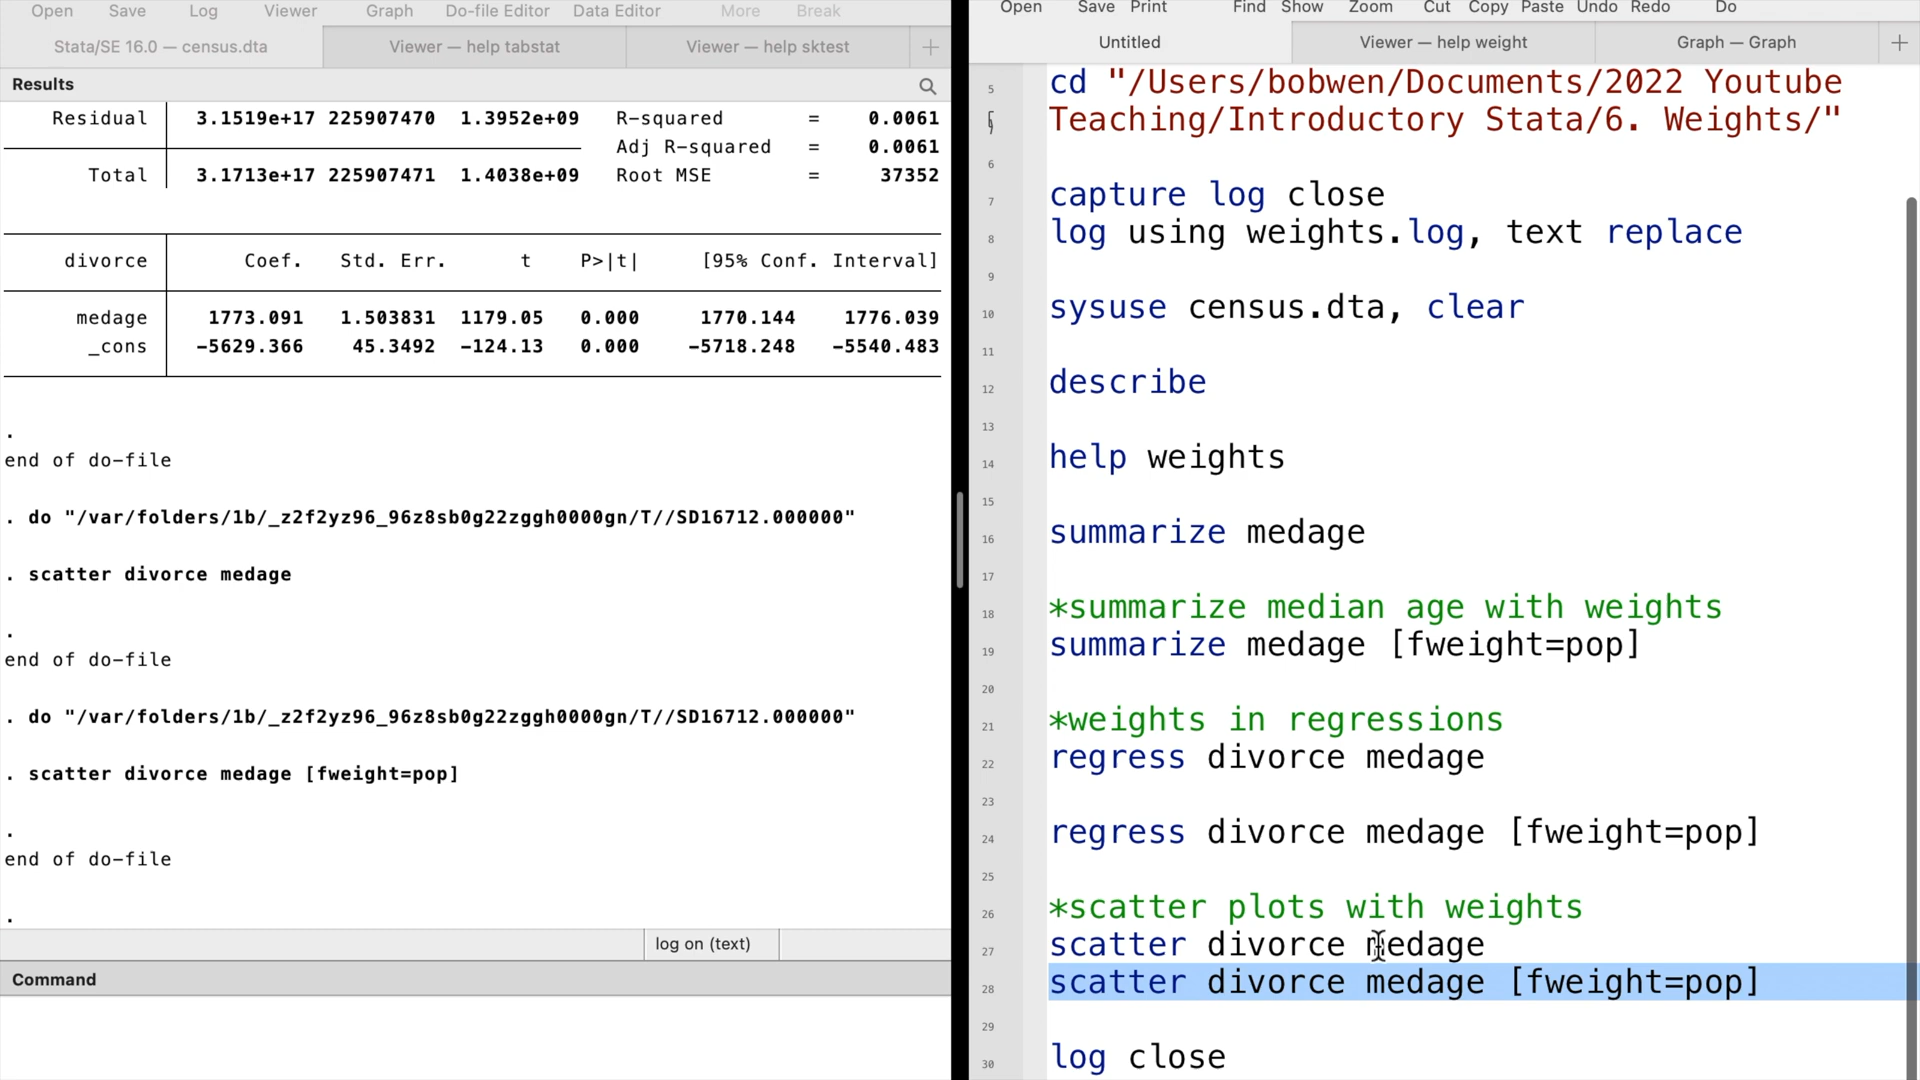 Open Save Log Viewer Graph Do-file Editor Data Editor More Break
Stata/SE 16.0 — census.dta Viewer — help tabstat Viewer — help sktest +
Results
Residual 3.1519e+17 225907470 1.3952e+09 R-squared = 0.0061
Adj R-squared = 0.0061
Total 3.1713e+17 225907471 1.4038e+09 Root MSE = 37352
divorce Coef. Std. Err. t P>|t| [95% Conf. Interval]
medage 1773.091 1.503831 1179.05 0.000 1770.144 1776.039
_cons -5629.366 45.3492 -124.13 0.000 -5718.248 -5540.483
.
end of do-file
. do "/var/folders/1b/_z2f2yz96_96z8sb0g22zggh0000gn/T//SD16712.000000"
. scatter divorce medage
.
end of do-file
. do "/var/folders/1b/_z2f2yz96_96z8sb0g22zggh0000gn/T//SD16712.000000"
. scatter divorce medage [fweight=pop]
.
end of do-file
.
log on (text)
Command
Open Save Print Find Show Zoom Cut Copy Paste Undo Redo Do
Untitled Viewer — help weight Graph — Graph +
5 cd "/Users/bobwen/Documents/2022 Youtube
Teaching/Introductory Stata/6. Weights/"
6
7 capture log close
8 log using weights.log, text replace
9
10 sysuse census.dta, clear
11
12 describe
13
14 help weights
15
16 summarize medage
17
18 *summarize median age with weights
19 summarize medage [fweight=pop]
20
21 *weights in regressions
22 regress divorce medage
23
24 regress divorce medage [fweight=pop]
25
26 *scatter plots with weights
27 scatter divorce medage
28 scatter divorce medage [fweight=pop]
29
30 log close